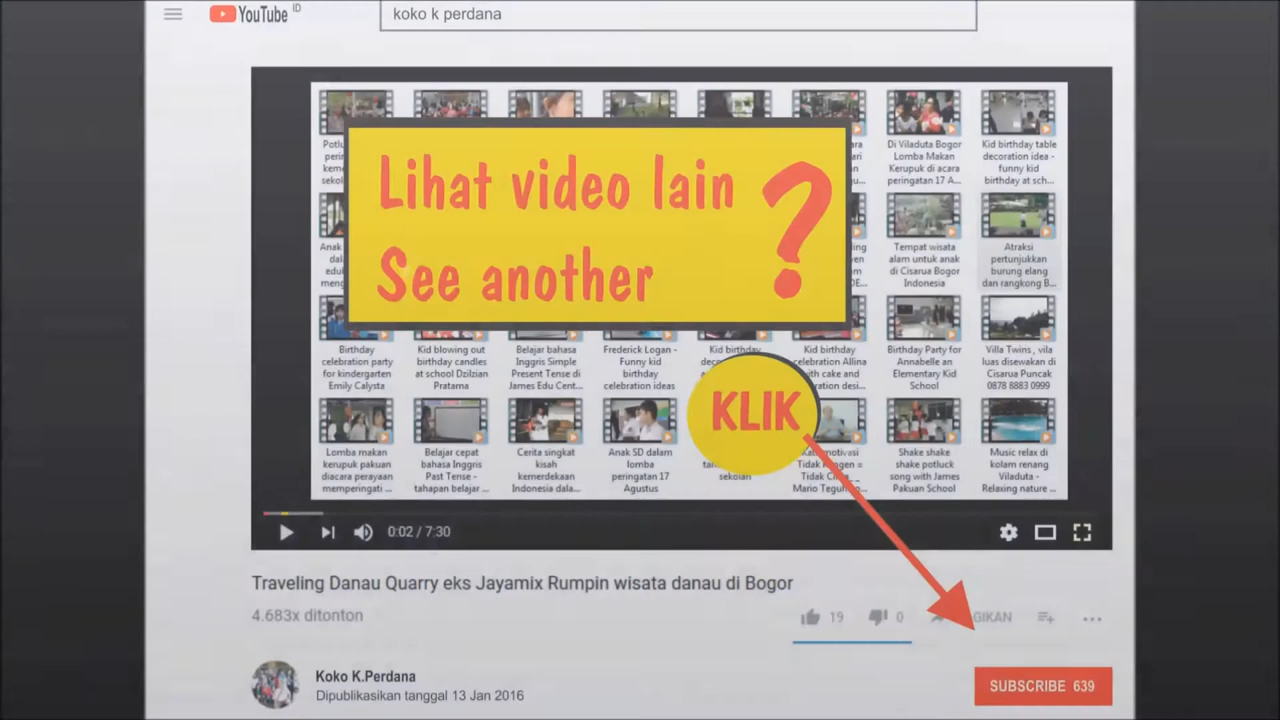 YouTube ID
koko k perdana
Lihat video lain
See another
?
Di Viladuta Bogor
Lomba Makan
Kerupuk di acara
peringatan 17 A...
Kid birthday table
decoration idea -
funny kid
birthday at sch...
Tempat wisata
alam untuk anak
di Cisarua Bogor
Indonesia
Atraksi
pertunjukkan
burung elang
dan rangkong B...
Birthday
celebration party
for kindergarten
Emily Calysta
Kid blowing out
birthday candles
at school Dzilzian
Pratama
Belajar bahasa
Inggris Simple
Present Tense di
James Edu Cent...
Frederick Logan -
Funny kid
birthday
celebration ideas
Kid birthday
Kid birthday
celebration Allina
with cake and
Birthday Party for
Annabelle an
Elementary Kid
School
Villa Twins , vila
luas disewakan di
Cisarua Puncak
0878 8883 0999
KLIK
Lomba makan
kerupuk pakuan
diacara perayaan
memperingati ...
Belajar cepat
bahasa Inggris
Past Tense -
tahapan belajar ...
Cerita singkat
kisah
kemerdekaan
Indonesia dala...
Anak SD dalam
lomba
peringatan 17
Agustus
Shake shake
shake potluck
song with James
Pakuan School
Music relax di
kolam renang
Viladuta -
Relaxing nature ...
0:02 / 7:30
Traveling Danau Quarry eks Jayamix Rumpin wisata danau di Bogor
4.683x ditonton
19
0
GIKAN
Koko K.Perdana
Dipublikasikan tanggal 13 Jan 2016
SUBSCRIBE 639